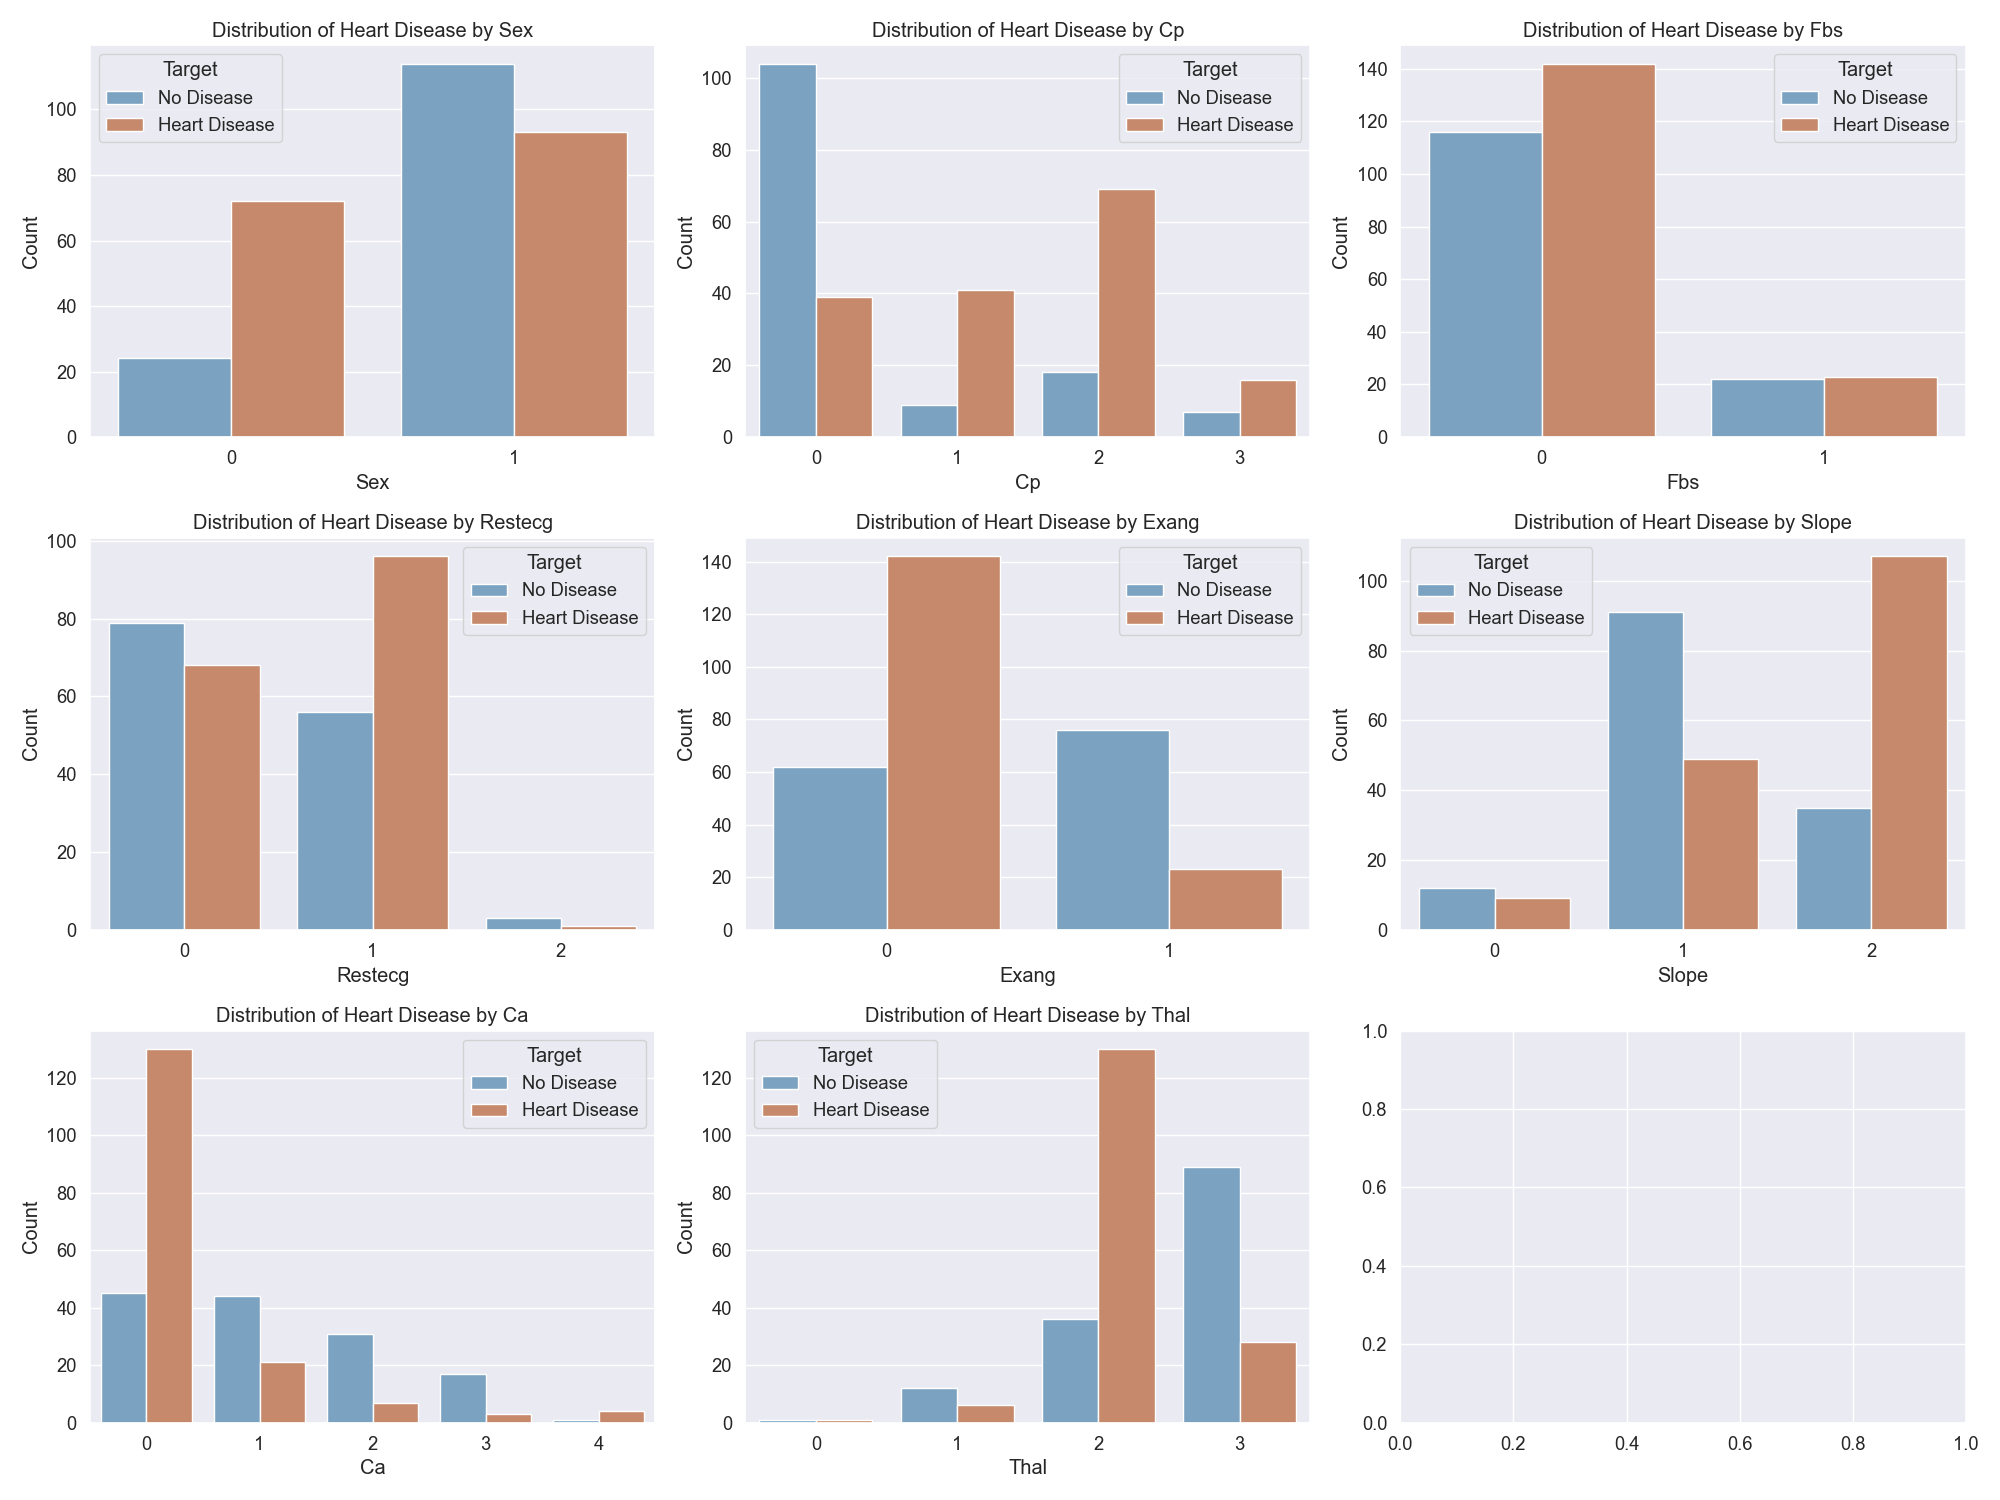 Distribution of Heart Disease by Sex
Target
No Disease
Heart Disease
100
80
60
40
20
0
Count
0 1
Sex
Distribution of Heart Disease by Cp
Target
No Disease
Heart Disease
100
80
60
40
20
0
Count
0 1 2 3
Cp
Distribution of Heart Disease by Fbs
Target
No Disease
Heart Disease
140
120
100
80
60
40
20
0
Count
0 1
Fbs
Distribution of Heart Disease by Restecg
Target
No Disease
Heart Disease
100
80
60
40
20
0
Count
0 1 2
Restecg
Distribution of Heart Disease by Exang
Target
No Disease
Heart Disease
140
120
100
80
60
40
20
0
Count
0 1
Exang
Distribution of Heart Disease by Slope
Target
No Disease
Heart Disease
100
80
60
40
20
0
Count
0 1 2
Slope
Distribution of Heart Disease by Ca
Target
No Disease
Heart Disease
120
100
80
60
40
20
0
Count
0 1 2 3 4
Ca
Distribution of Heart Disease by Thal
Target
No Disease
Heart Disease
120
100
80
60
40
20
0
Count
0 1 2 3
Thal
1.0
0.8
0.6
0.4
0.2
0.0
0.0 0.2 0.4 0.6 0.8 1.0